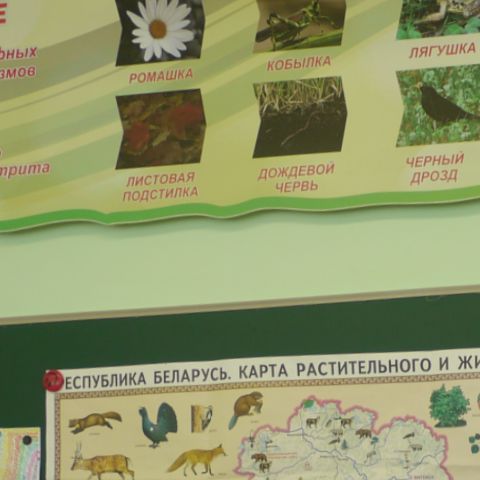 Е
РОМАШКА
КОБЫЛКА
ЛЯГУШКА
ЛИСТОВАЯ
ПОДСТИЛКА
ДОЖДЕВОЙ
ЧЕРВЬ
ЧЕРНЫЙ
ДРОЗД
ЕСПУБЛИКА БЕЛАРУСЬ. КАРТА РАСТИТЕЛЬНОГО И ЖИ